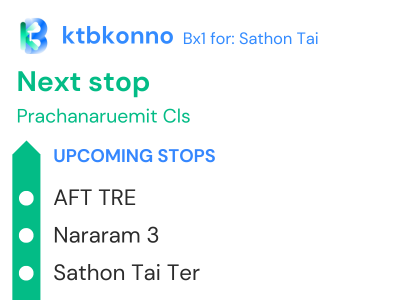 ktbkonno Bx1 for: Sathon Tai
Next stop
Prachanaruemit Cls
UPCOMING STOPS
AFT TRE
Nararam 3
Sathon Tai Ter